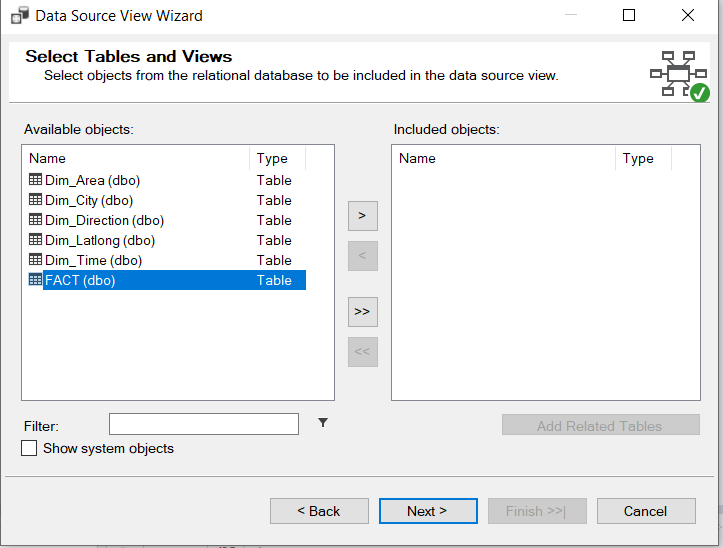 Data Source View Wizard
Select Tables and Views
Select objects from the relational database to be included in the data source view.
Available objects:
Included objects:
Name Type
Name Type
Dim_Area (dbo) Table
Dim_City (dbo) Table
Dim_Direction (dbo) Table
Dim_Latlong (dbo) Table
Dim_Time (dbo) Table
FACT (dbo) Table
>
<
>>
<<
Filter:
Add Related Tables
Show system objects
< Back
Next >
Finish >>|
Cancel